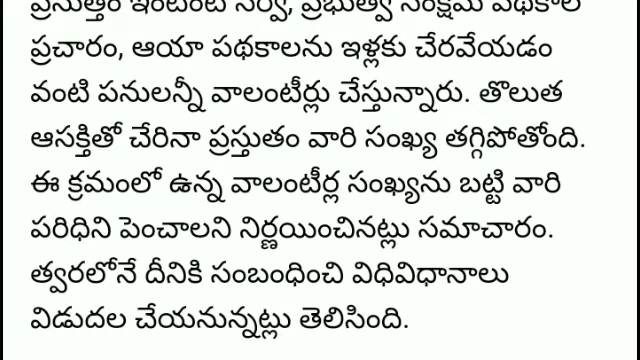 ప్రస్తుతం ఇంటింటి సర్వే, ప్రభుత్వ సంక్షేమ పథకాల
ప్రచారం, ఆయా పథకాలను ఇళ్లకు చేరవేయడం
వంటి పనులన్నీ వాలంటీర్లు చేస్తున్నారు. తొలుత
ఆసక్తితో చేరినా ప్రస్తుతం వారి సంఖ్య తగ్గిపోతోంది.
ఈ క్రమంలో ఉన్న వాలంటీర్ల సంఖ్యను బట్టి వారి
పరిధిని పెంచాలని నిర్ణయించినట్లు సమాచారం.
త్వరలోనే దీనికి సంబంధించి విధివిధానాలు
విడుదల చేయనున్నట్లు తెలిసింది.